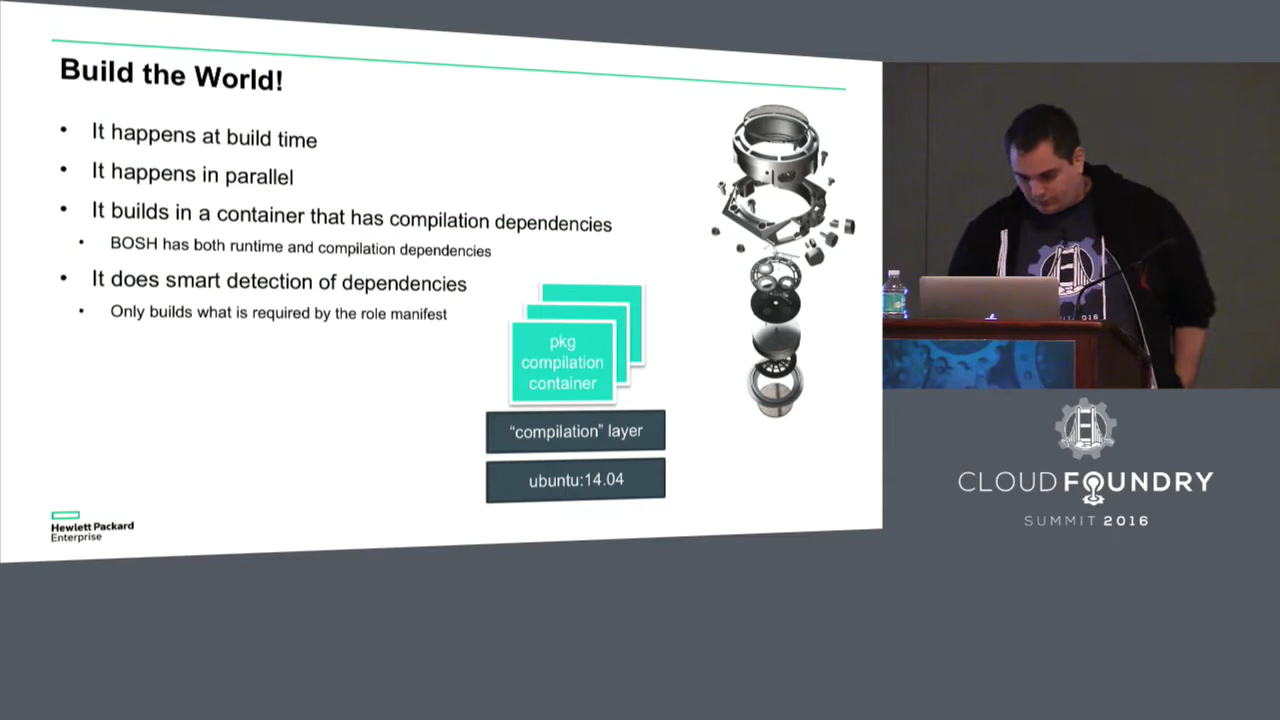 Build the World!
• It happens at build time
• It happens in parallel
• It builds in a container that has compilation dependencies
• BOSH has both runtime and compilation dependencies
• It does smart detection of dependencies
• Only builds what is required by the role manifest
pkg
compilation
container
“compilation” layer
ubuntu:14.04
Hewlett Packard
Enterprise
CLOUD FOUNDRY
SUMMIT 2016